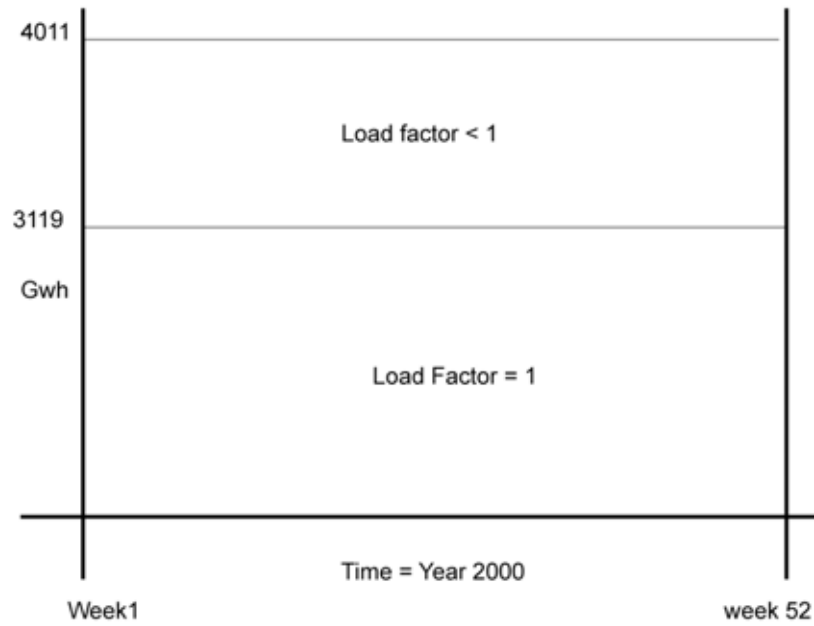 4011
Load factor < 1
3119
Gwh
Load Factor = 1
Time = Year 2000
Week1
week 52